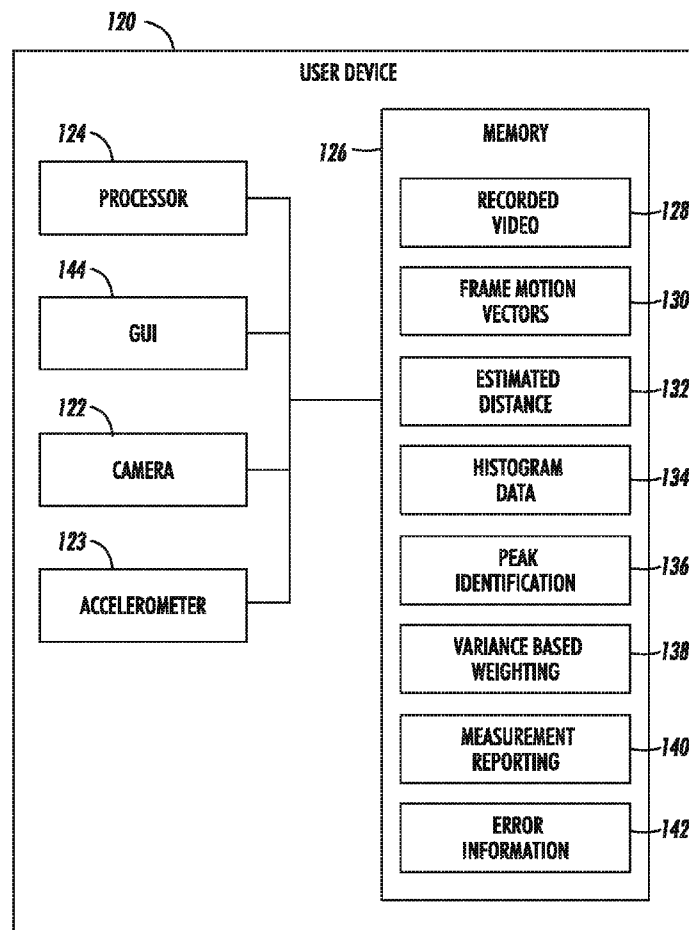 120
USER DEVICE
124
PROCESSOR
144
GUI
122
CAMERA
123
ACCELEROMETER
126
MEMORY
RECORDED
VIDEO
128
FRAME MOTION
VECTORS
130
ESTIMATED
DISTANCE
132
HISTOGRAM
DATA
134
PEAK
IDENTIFICATION
136
VARIANCE BASED
WEIGHTING
138
MEASUREMENT
REPORTING
140
ERROR
INFORMATION
142